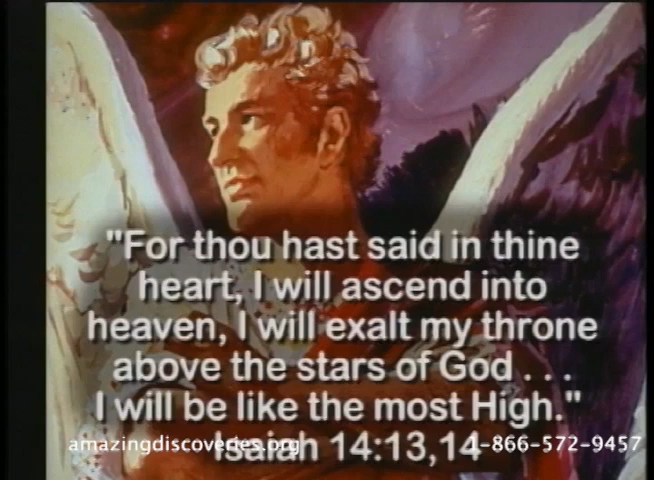 "For thou hast said in thine
heart, I will ascend into
heaven, I will exalt my throne
above the stars of God . . .
I will be like the most High."
Isaiah 14:13,14
amazingdiscoveries.org
1-866-572-9457